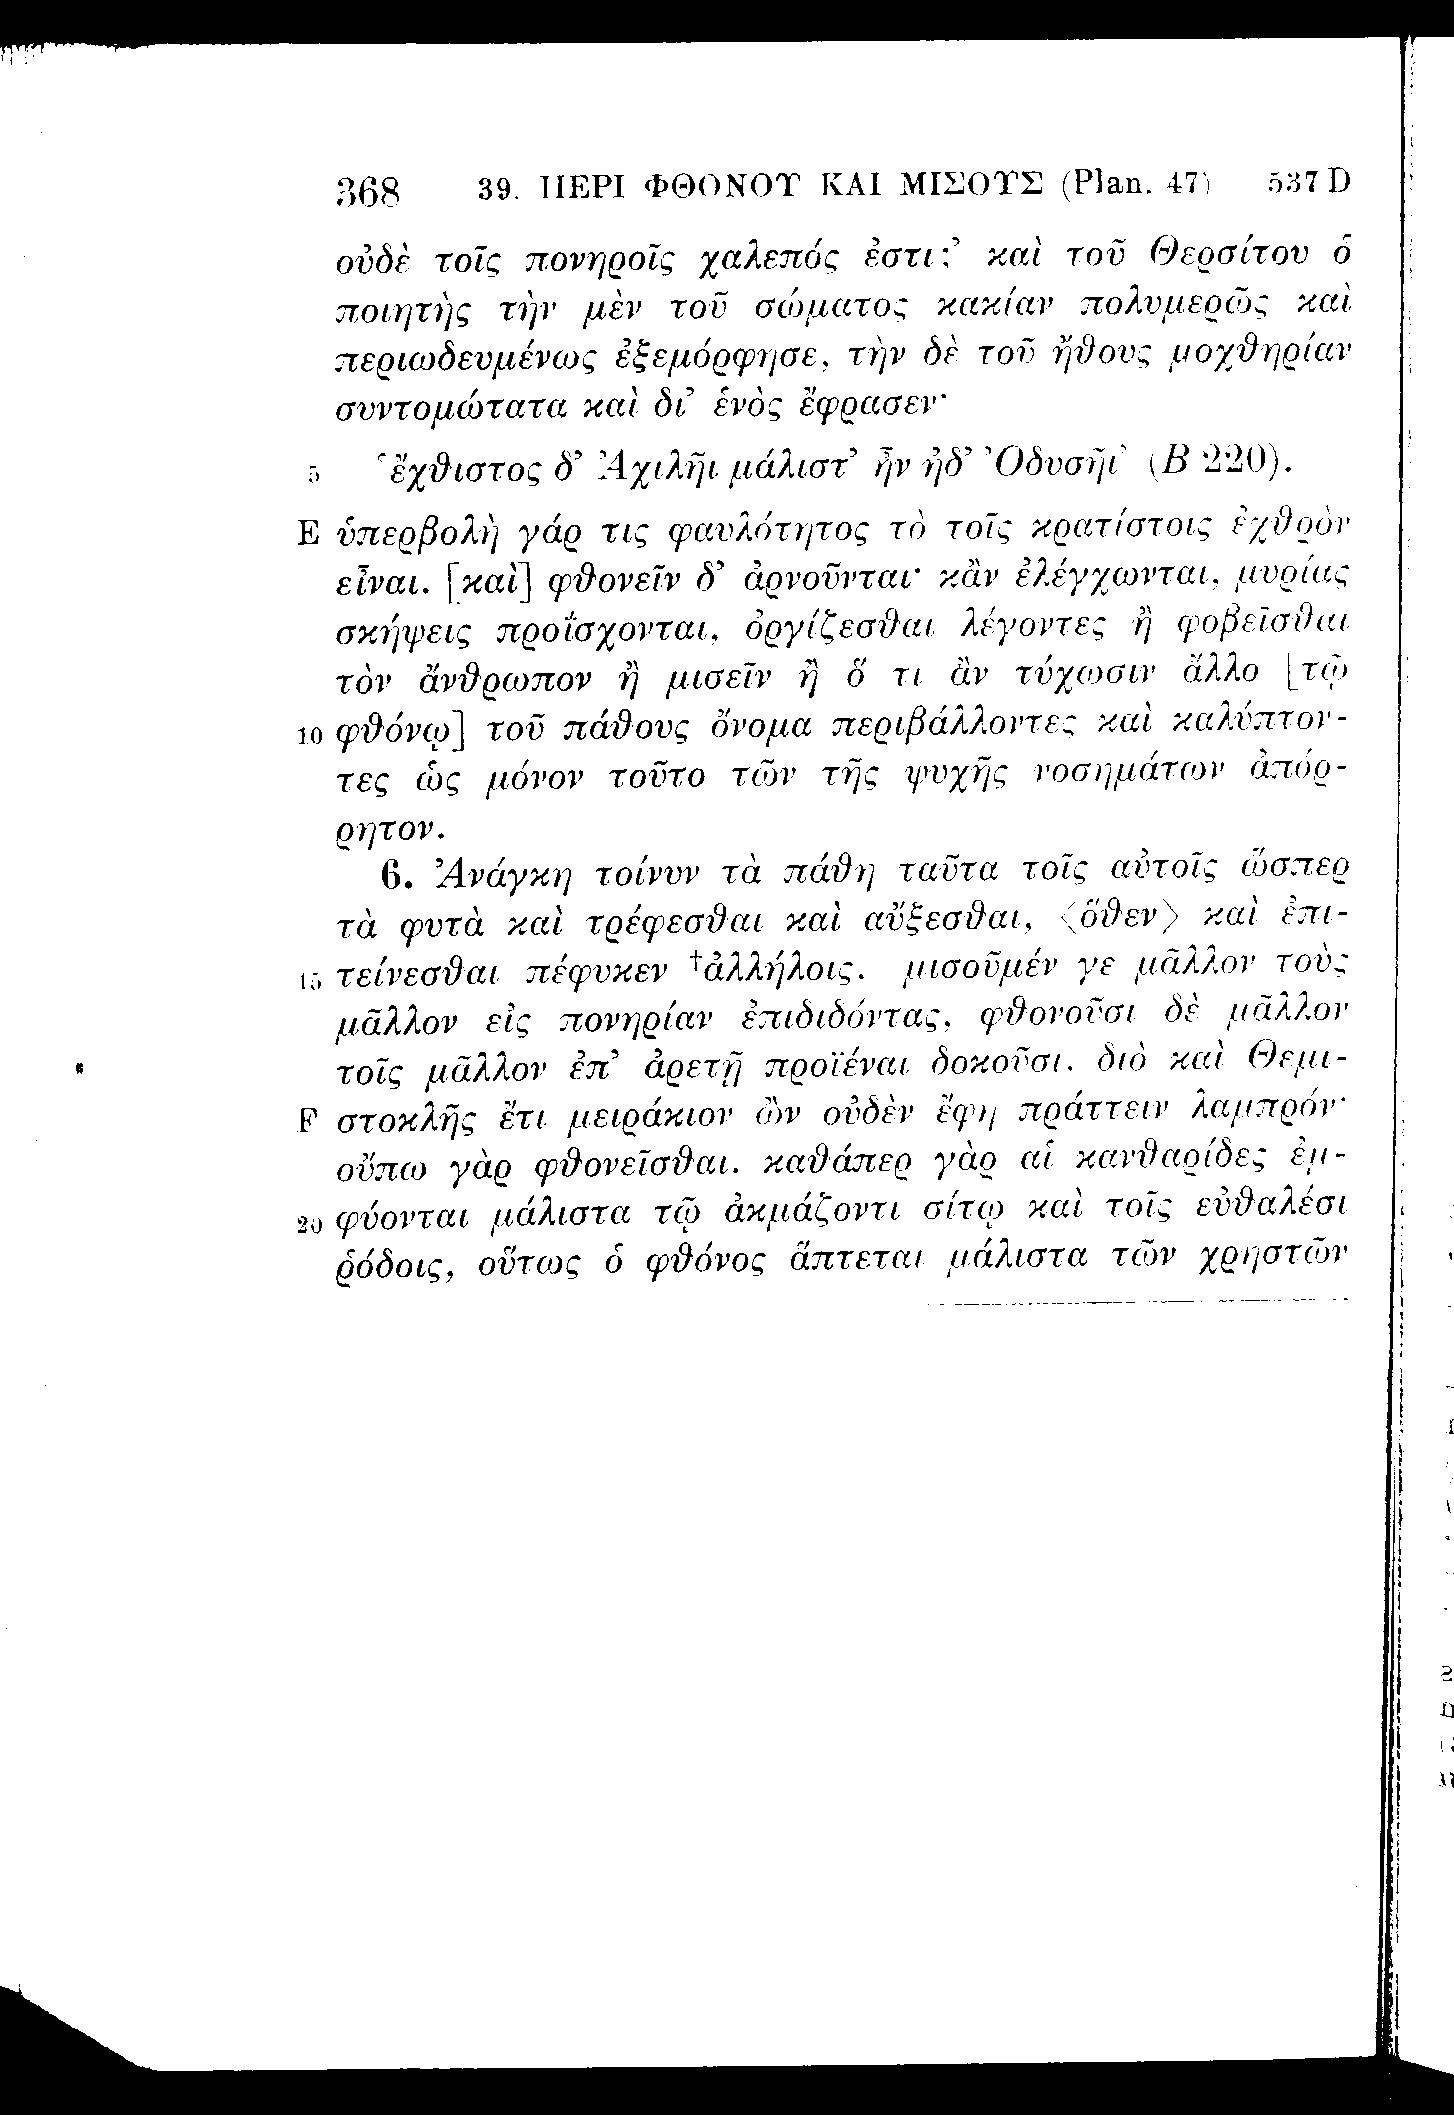 368 39. ΠΕΡΙ ΦΘΟΝΟΥ ΚΑΙ ΜΙΣΟΥΣ (Plan. 47) 537 D
οὐδὲ τοῖς πονηροῖς χαλεπός ἐστι;’ καὶ τοῦ Θερσίτου ὁ
ποιητὴς τὴν μὲν τοῦ σώματος κακίαν πολυμερῶς καὶ
περιωδευμένως ἐξεμόρφησε, τὴν δὲ τοῦ ἤθους μοχθηρίαν
συντομώτατα καὶ δι’ ἑνὸς ἔφρασεν·
5 ‘ἔχθιστος δ’ Ἀχιλῆι μάλιστ’ ἦν ἠδ’ Ὀδυσῆι’ (Β 220).
E ὑπερβολὴ γάρ τις φαυλότητος τὸ τοῖς κρατίστοις ἐχθρὸν
εἶναι. [καὶ] φθονεῖν δ’ ἀρνοῦνται· κἂν ἐλέγχωνται, μυρίας
σκήψεις προΐσχονται, ὀργίζεσθαι λέγοντες ἢ φοβεῖσθαι
τὸν ἄνθρωπον ἢ μισεῖν ἢ ὅ τι ἂν τύχωσιν ἄλλο [τῷ
10 φθόνῳ] τοῦ πάθους ὄνομα περιβάλλοντες καὶ καλύπτον-
τες ὡς μόνον τοῦτο τῶν τῆς ψυχῆς νοσημάτων ἀπόρ-
ρητον.
6. Ἀνάγκη τοίνυν τὰ πάθη ταῦτα τοῖς αὐτοῖς ὥσπερ
τὰ φυτὰ καὶ τρέφεσθαι καὶ αὔξεσθαι, <ὅθεν> καὶ ἐπι-
15 τείνεσθαι πέφυκεν †ἀλλήλοις. μισοῦμέν γε μᾶλλον τοὺς
μᾶλλον εἰς πονηρίαν ἐπιδιδόντας, φθονοῦσι δὲ μᾶλλον
τοῖς μᾶλλον ἐπ’ ἀρετῇ προϊέναι δοκοῦσι. διὸ καὶ Θεμι-
F στοκλῆς ἔτι μειράκιον ὢν οὐδὲν ἔφη πράττειν λαμπρόν·
οὔπω γὰρ φθονεῖσθαι. καθάπερ γὰρ αἱ κανθαρίδες ἐμ-
20 φύονται μάλιστα τῷ ἀκμάζοντι σίτῳ καὶ τοῖς εὐθαλέσι
ῥόδοις, οὕτως ὁ φθόνος ἅπτεται μάλιστα τῶν χρηστῶν